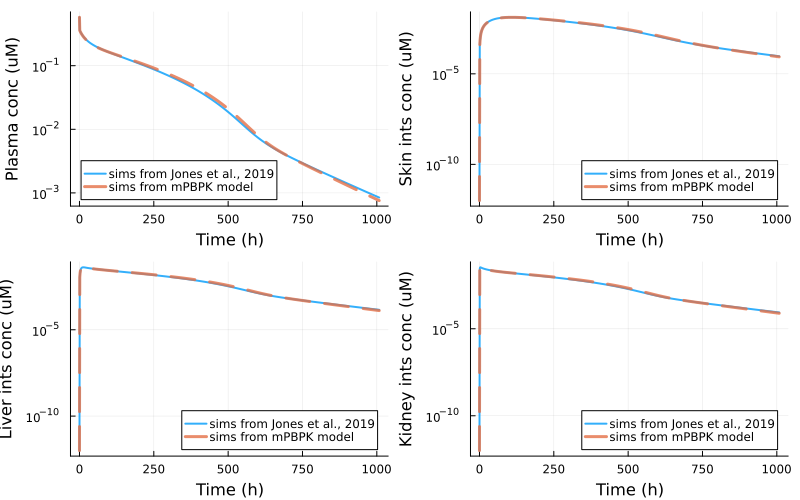 Plasma conc (uM)
10⁻¹
10⁻²
10⁻³
sims from Jones et al., 2019
sims from mPBPK model
0 250 500 750 1000
Time (h)
Skin ints conc (uM)
10⁻⁵
10⁻¹⁰
sims from Jones et al., 2019
sims from mPBPK model
0 250 500 750 1000
Time (h)
Liver ints conc (uM)
10⁻⁵
10⁻¹⁰
sims from Jones et al., 2019
sims from mPBPK model
0 250 500 750 1000
Time (h)
Kidney ints conc (uM)
10⁻⁵
10⁻¹⁰
sims from Jones et al., 2019
sims from mPBPK model
0 250 500 750 1000
Time (h)